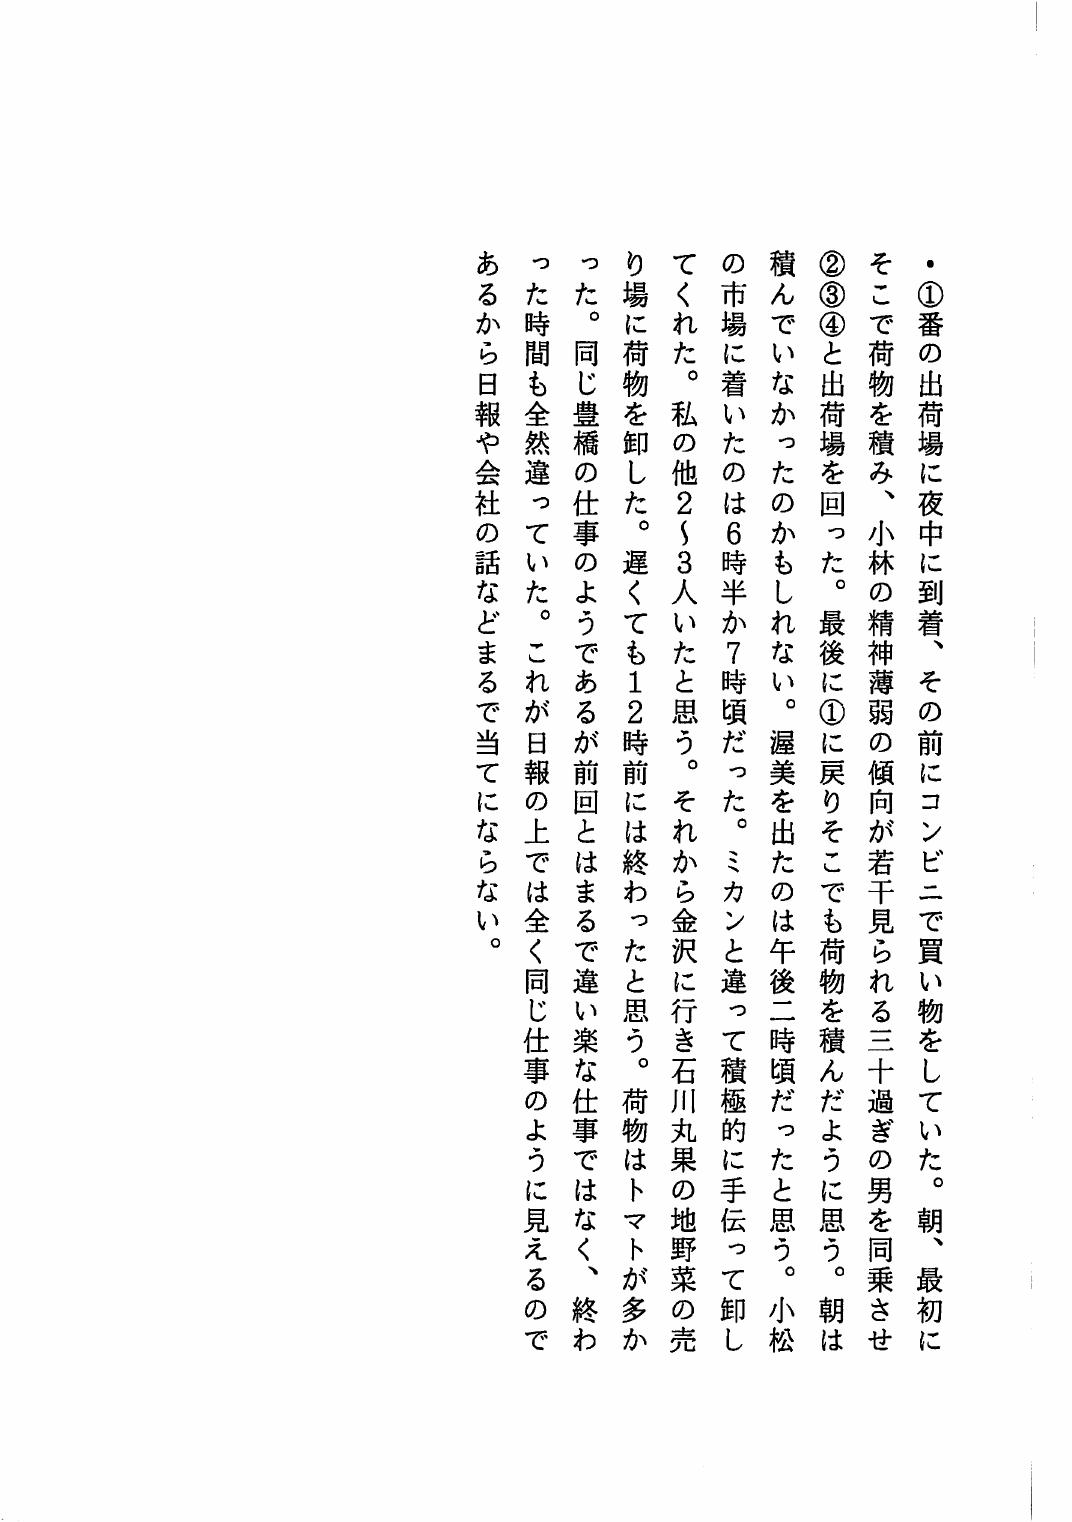 ・①番の出荷場に夜中に到着、その前にコンビニで買い物をしていた。朝、最初に
そこで荷物を積み、小林の精神薄弱の傾向が若干見られる三十過ぎの男を同乗させ
②③④と出荷場を回った。最後に①に戻りそこでも荷物を積んだように思う。朝は
積んでいなかったのかもしれない。渥美を出たのは午後二時頃だったと思う。小松
の市場に着いたのは6時半か7時頃だった。ミカンと違って積極的に手伝って卸し
てくれた。私の他2~3人いたと思う。それから金沢に行き石川丸果の地野菜の売
り場に荷物を卸した。遅くても12時前には終わったと思う。荷物はトマトが多か
った。同じ豊橋の仕事のようであるが前回とはまるで違い楽な仕事ではなく、終わ
った時間も全然違っていた。これが日報の上では全く同じ仕事のように見えるので
あるから日報や会社の話などまるで当てにならない。